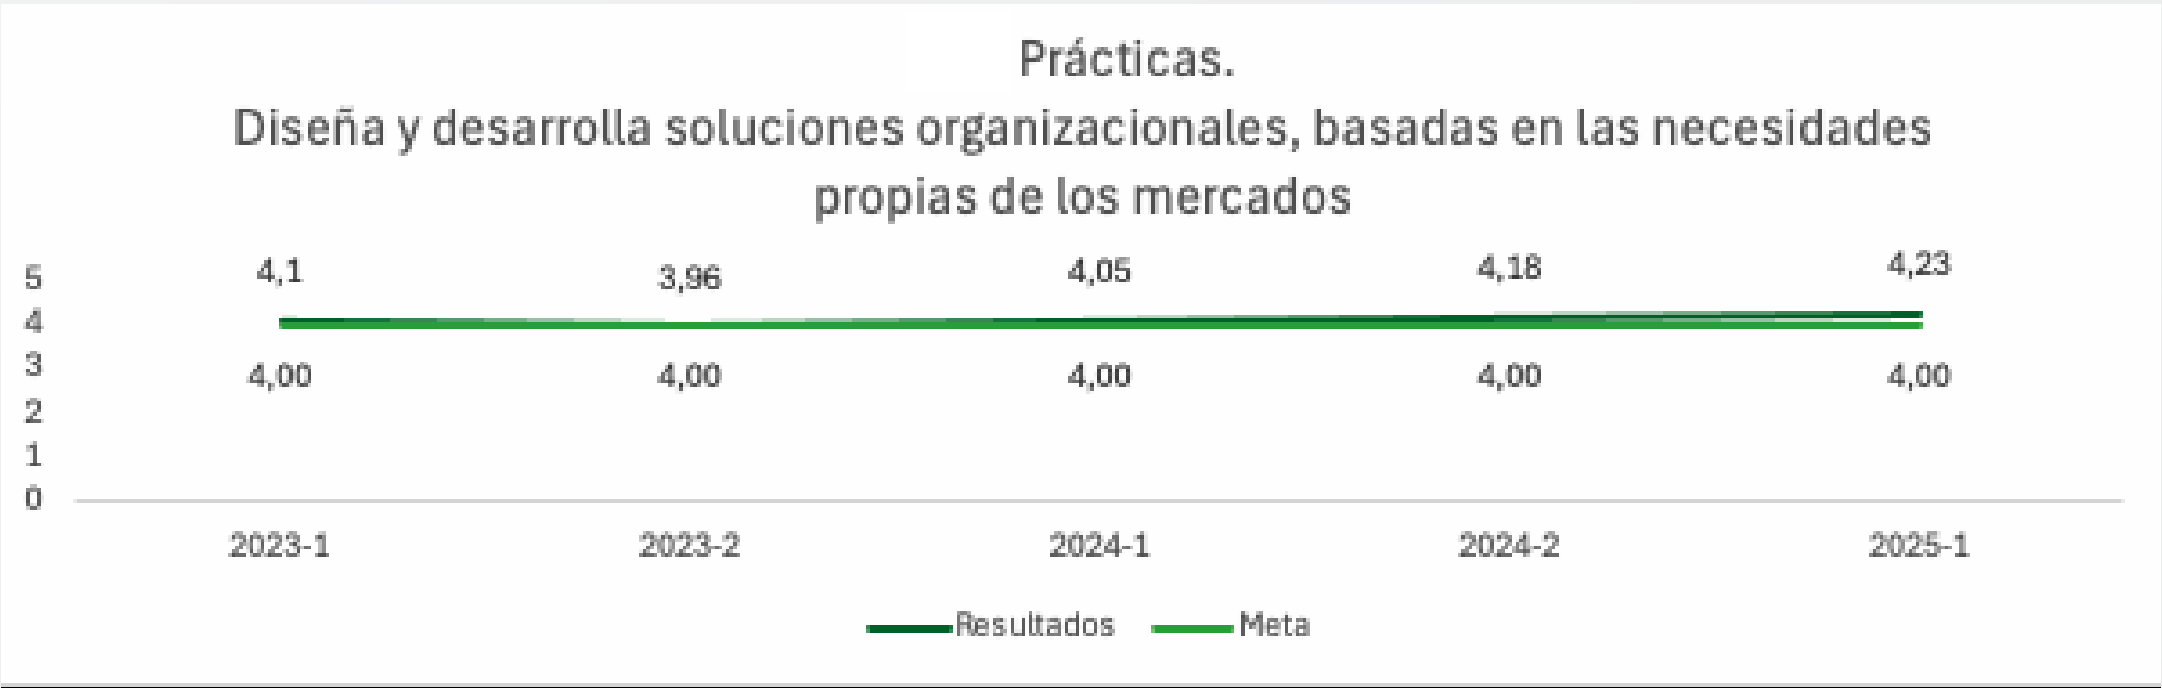 Prácticas.
Diseña y desarrolla soluciones organizacionales, basadas en las necesidades
propias de los mercados
5
4
3
2
1
0
4,1 3,96 4,05 4,18 4,23
4,00 4,00 4,00 4,00 4,00
2023-1 2023-2 2024-1 2024-2 2025-1
Resultados Meta